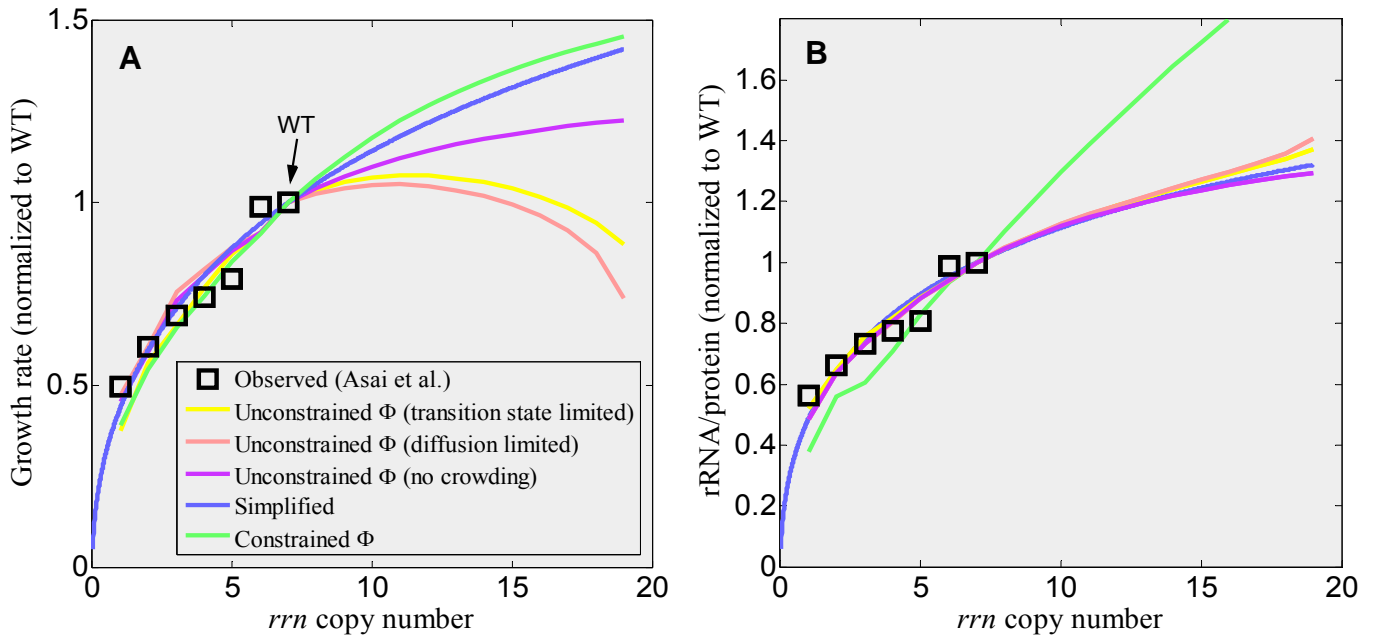 A
WT
Growth rate (normalized to WT)
1.5
1
0.5
0
0
5
10
15
20
rrn copy number
Observed (Asai et al.)
Unconstrained Φ (transition state limited)
Unconstrained Φ (diffusion limited)
Unconstrained Φ (no crowding)
Simplified
Constrained Φ
B
rRNA/protein (normalized to WT)
1.6
1.4
1.2
1
0.8
0.6
0.4
0.2
0
0
5
10
15
20
rrn copy number